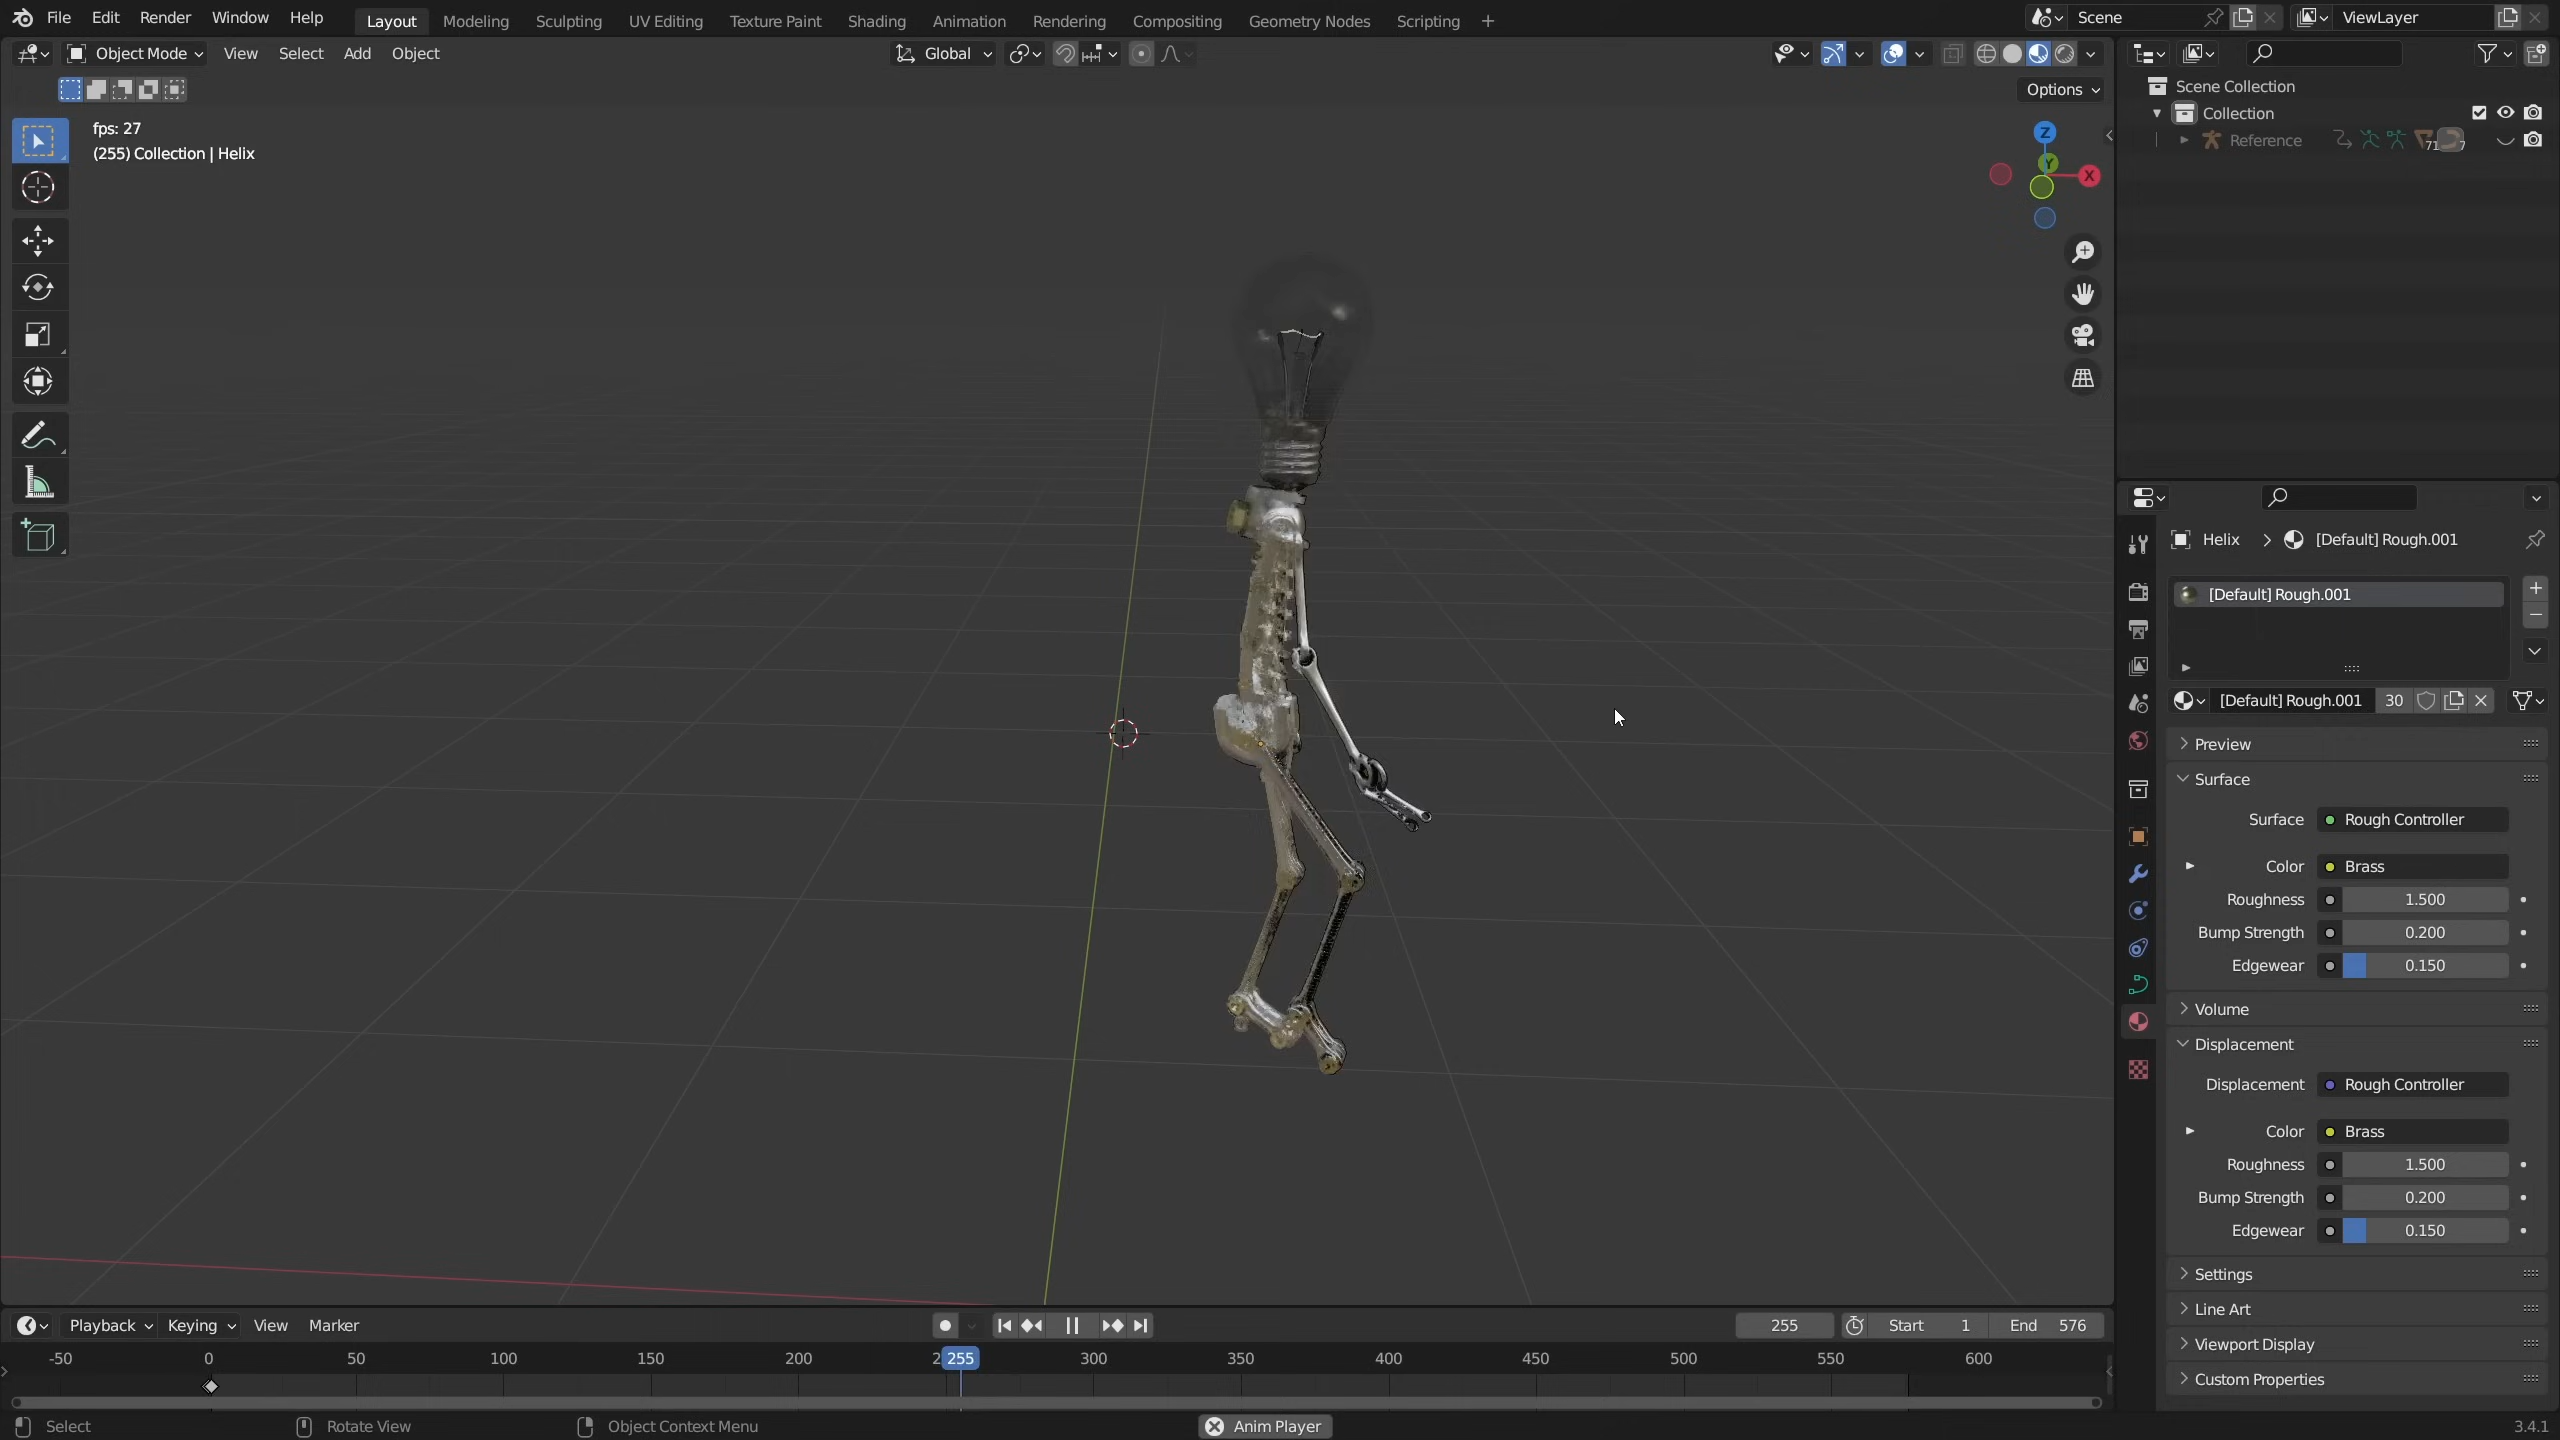 File Edit Render Window Help Layout Modeling Sculpting UV Editing Texture Paint Shading Animation Rendering Compositing Geometry Nodes Scripting + Scene ViewLayer
Object Mode View Select Add Object Global
Options
fps: 27
(255) Collection | Helix
Z
Y
X
Scene Collection
Collection
Reference 71 7
Helix > [Default] Rough.001
[Default] Rough.001
[Default] Rough.001 30
Preview
Surface
Surface Rough Controller
Color Brass
Roughness 1.500
Bump Strength 0.200
Edgewear 0.150
Volume
Displacement
Displacement Rough Controller
Color Brass
Roughness 1.500
Bump Strength 0.200
Edgewear 0.150
Settings
Line Art
Viewport Display
Custom Properties
Playback Keying View Marker 255 Start 1 End 576
-50 0 50 100 150 200 255 300 350 400 450 500 550 600
Select Rotate View Object Context Menu Anim Player 3.4.1